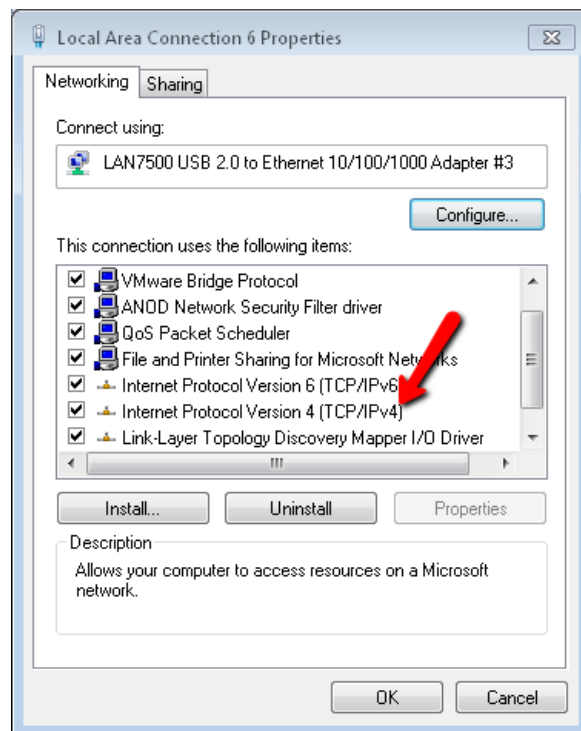 Local Area Connection 6 Properties
Networking
Sharing
Connect using:
LAN7500 USB 2.0 to Ethernet 10/100/1000 Adapter #3
Configure...
This connection uses the following items:
VMware Bridge Protocol
ANOD Network Security Filter driver
QoS Packet Scheduler
File and Printer Sharing for Microsoft Networks
Internet Protocol Version 6 (TCP/IPv6)
Internet Protocol Version 4 (TCP/IPv4)
Link-Layer Topology Discovery Mapper I/O Driver
Install...
Uninstall
Properties
Description
Allows your computer to access resources on a Microsoft
network.
OK
Cancel